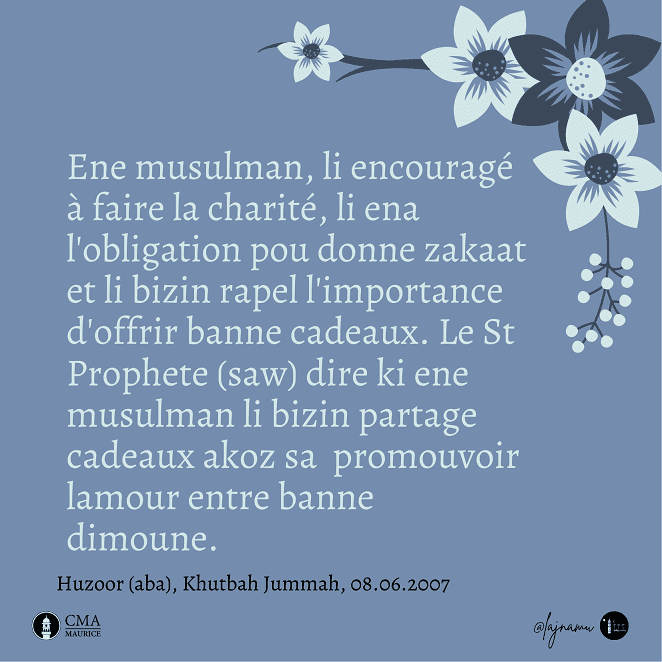 Ene musulman, li encouragé
à faire la charité, li ena
l'obligation pou donne zakaat
et li bizin rapel l'importance
d'offrir banne cadeaux. Le St
Prophete (saw) dire ki ene
musulman li bizin partage
cadeaux akoz sa  promouvoir
lamour entre banne
dimoune.
Huzoor (aba), Khutbah Jummah, 08.06.2007
CMA
MAURICE
@lajnamu